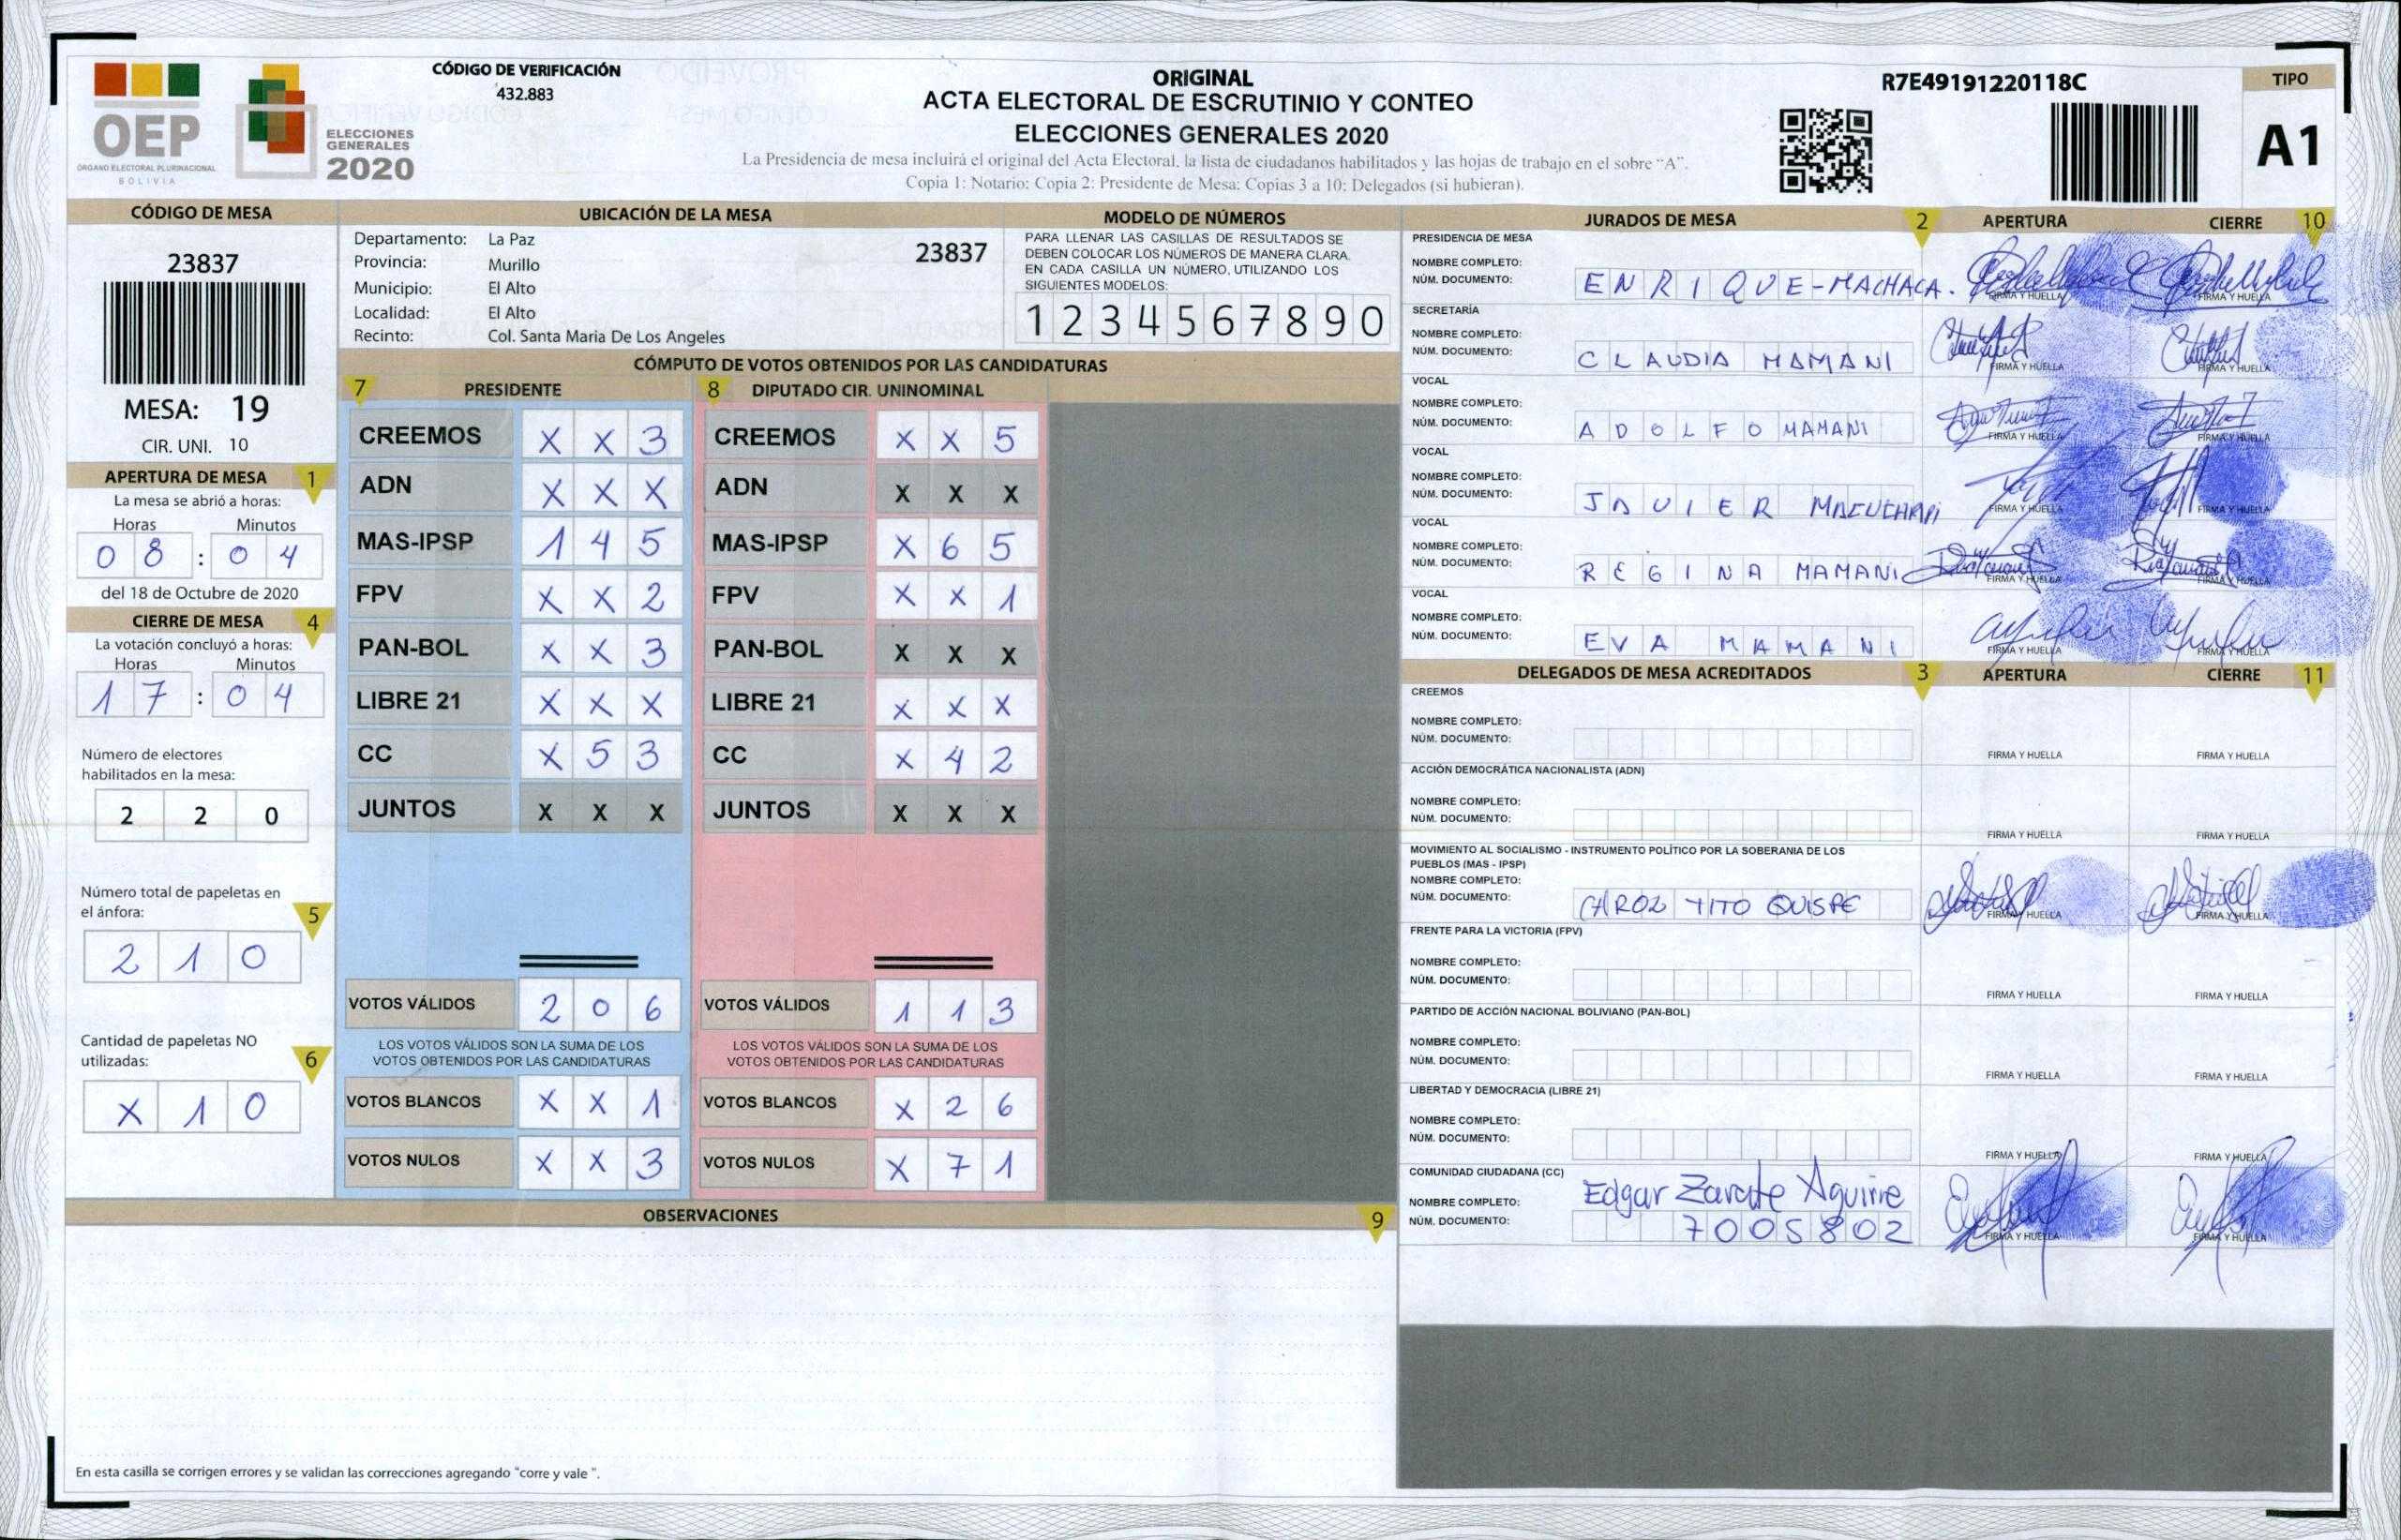 OEP
ÓRGANO ELECTORAL PLURINACIONAL
BOLIVIA
ELECCIONES
GENERALES
2020
CÓDIGO DE VERIFICACIÓN
432.883
ORIGINAL
ACTA ELECTORAL DE ESCRUTINIO Y CONTEO
ELECCIONES GENERALES 2020
La Presidencia de mesa incluirá el original del Acta Electoral, la lista de ciudadanos habilitados y las hojas de trabajo en el sobre “A”.
Copia 1: Notario: Copia 2: Presidente de Mesa: Copias 3 a 10: Delegados (si hubieran).
R7E49191220118C
TIPO
A1
CÓDIGO DE MESA
23837
MESA: 19
CIR. UNI. 10
APERTURA DE MESA 1
La mesa se abrió a horas:
Horas Minutos
0 8 : 0 4
del 18 de Octubre de 2020
CIERRE DE MESA 4
La votación concluyó a horas:
Horas Minutos
1 7 : 0 4
Número de electores
habilitados en la mesa:
2 2 0
Número total de papeletas en
el ánfora: 5
2 1 0
Cantidad de papeletas NO
utilizadas: 6
X 1 0
UBICACIÓN DE LA MESA
Departamento: La Paz
23837
Provincia: Murillo
Municipio: El Alto
Localidad: El Alto
Recinto: Col. Santa Maria De Los Angeles
MODELO DE NÚMEROS
PARA LLENAR LAS CASILLAS DE RESULTADOS SE
DEBEN COLOCAR LOS NÚMEROS DE MANERA CLARA.
EN CADA CASILLA UN NÚMERO, UTILIZANDO LOS
SIGUIENTES MODELOS:
1 2 3 4 5 6 7 8 9 0
CÓMPUTO DE VOTOS OBTENIDOS POR LAS CANDIDATURAS
7 PRESIDENTE
CREEMOS X X 3
ADN X X X
MAS-IPSP 1 4 5
FPV X X 2
PAN-BOL X X 3
LIBRE 21 X X X
CC X 5 3
JUNTOS X X X
VOTOS VÁLIDOS 2 0 6
LOS VOTOS VÁLIDOS SON LA SUMA DE LOS
VOTOS OBTENIDOS POR LAS CANDIDATURAS
VOTOS BLANCOS X X 1
VOTOS NULOS X X 3
8 DIPUTADO CIR. UNINOMINAL
CREEMOS X X 5
ADN X X X
MAS-IPSP X 6 5
FPV X X 1
PAN-BOL X X X
LIBRE 21 X X X
CC X 4 2
JUNTOS X X X
VOTOS VÁLIDOS 1 1 3
LOS VOTOS VÁLIDOS SON LA SUMA DE LOS
VOTOS OBTENIDOS POR LAS CANDIDATURAS
VOTOS BLANCOS X 2 6
VOTOS NULOS X 7 1
OBSERVACIONES 9
En esta casilla se corrigen errores y se validan las correcciones agregando “corre y vale ”.
JURADOS DE MESA 2 APERTURA CIERRE 10
PRESIDENCIA DE MESA
NOMBRE COMPLETO:
NÚM. DOCUMENTO: ENRIQUE-MACHACA.
FIRMA Y HUELLA FIRMA Y HUELLA
SECRETARÍA
NOMBRE COMPLETO:
NÚM. DOCUMENTO: CLAUDIA MAMANI
FIRMA Y HUELLA FIRMA Y HUELLA
VOCAL
NOMBRE COMPLETO:
NÚM. DOCUMENTO: ADOLFO MAMANI
FIRMA Y HUELLA FIRMA Y HUELLA
VOCAL
NOMBRE COMPLETO:
NÚM. DOCUMENTO: JAVIER MACUCHAPI
FIRMA Y HUELLA FIRMA Y HUELLA
VOCAL
NOMBRE COMPLETO:
NÚM. DOCUMENTO: REGINA MAMANI
FIRMA Y HUELLA FIRMA Y HUELLA
VOCAL
NOMBRE COMPLETO:
NÚM. DOCUMENTO: EVA MAMANI
FIRMA Y HUELLA FIRMA Y HUELLA
DELEGADOS DE MESA ACREDITADOS 3 APERTURA CIERRE 11
CREEMOS
NOMBRE COMPLETO:
NÚM. DOCUMENTO:
FIRMA Y HUELLA FIRMA Y HUELLA
ACCIÓN DEMOCRÁTICA NACIONALISTA (ADN)
NOMBRE COMPLETO:
NÚM. DOCUMENTO:
FIRMA Y HUELLA FIRMA Y HUELLA
MOVIMIENTO AL SOCIALISMO - INSTRUMENTO POLÍTICO POR LA SOBERANIA DE LOS
PUEBLOS (MAS - IPSP)
NOMBRE COMPLETO:
NÚM. DOCUMENTO: TITO QUISPE
FIRMA Y HUELLA FIRMA Y HUELLA
FRENTE PARA LA VICTORIA (FPV)
NOMBRE COMPLETO:
NÚM. DOCUMENTO:
FIRMA Y HUELLA FIRMA Y HUELLA
PARTIDO DE ACCIÓN NACIONAL BOLIVIANO (PAN-BOL)
NOMBRE COMPLETO:
NÚM. DOCUMENTO:
FIRMA Y HUELLA FIRMA Y HUELLA
LIBERTAD Y DEMOCRACIA (LIBRE 21)
NOMBRE COMPLETO:
NÚM. DOCUMENTO:
FIRMA Y HUELLA FIRMA Y HUELLA
COMUNIDAD CIUDADANA (CC)
NOMBRE COMPLETO: Edgar Zarate Aguirre
NÚM. DOCUMENTO: 7005802
FIRMA Y HUELLA FIRMA Y HUELLA